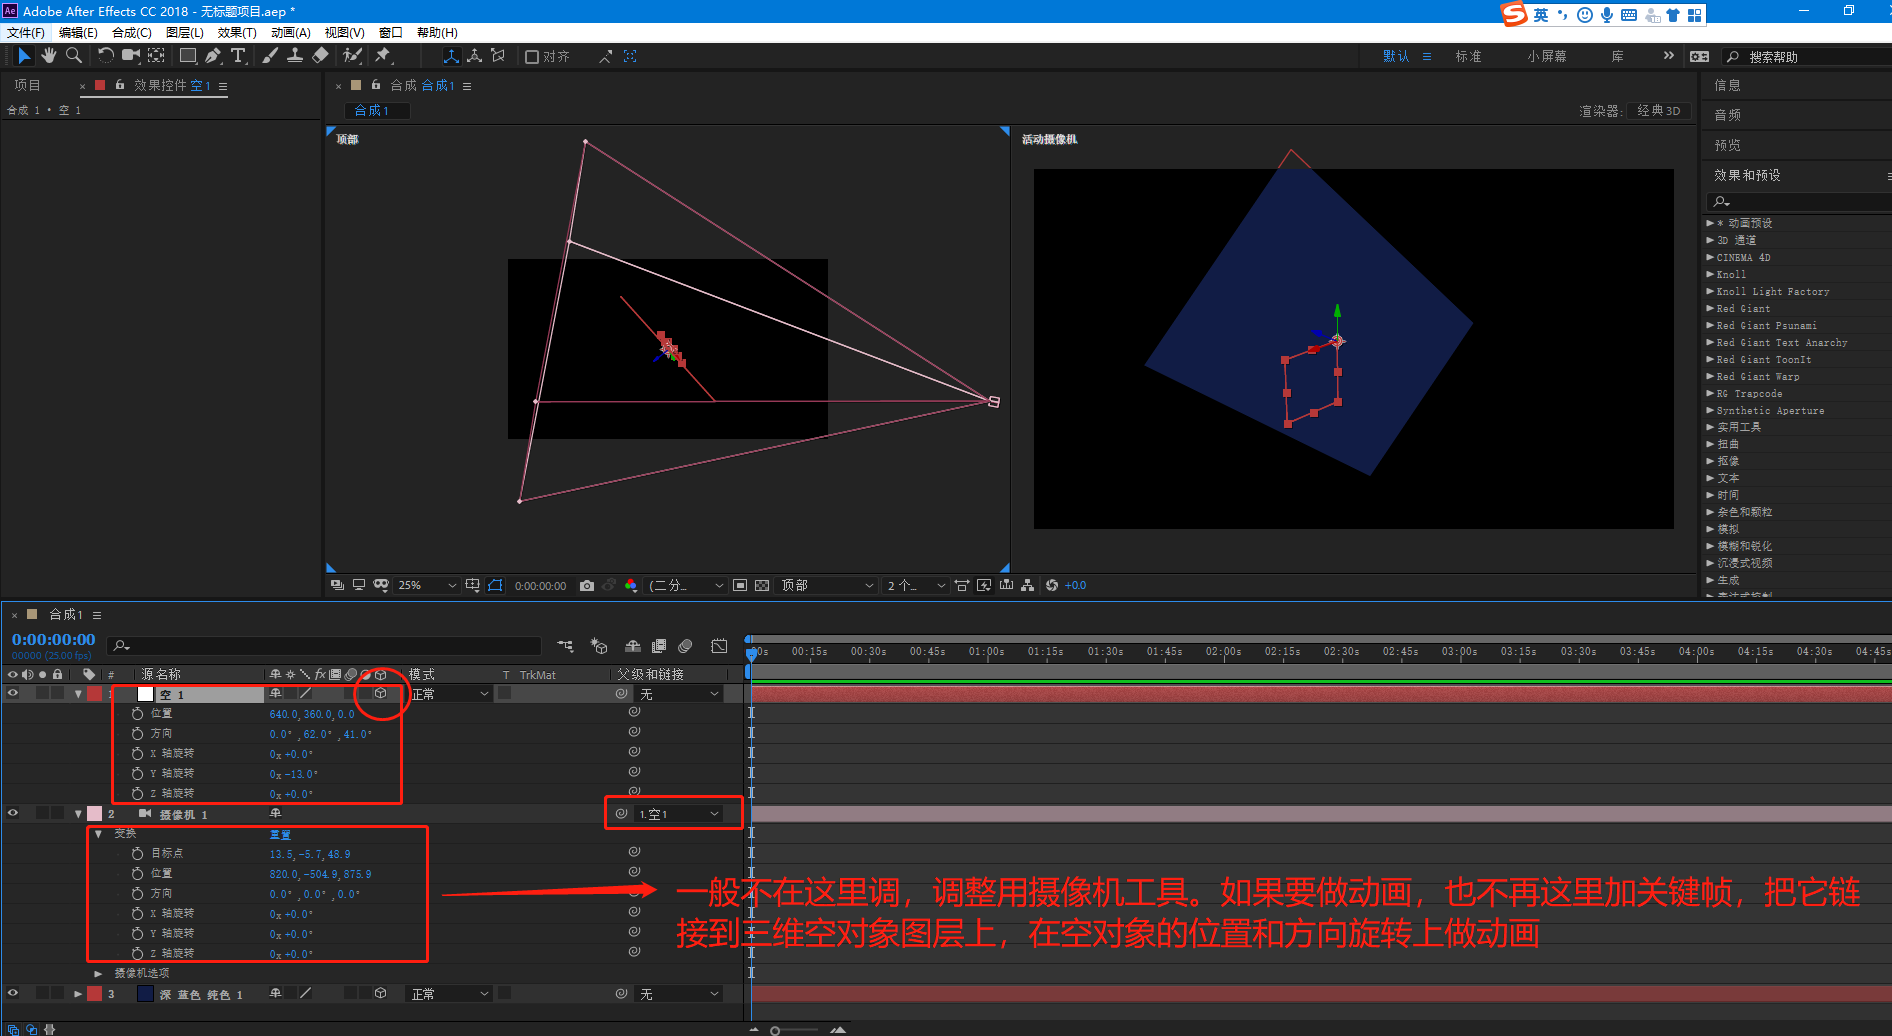 Ae Adobe After Effects CC 2018 - 无标题项目.aep *
英
文件(F) 编辑(E) 合成(C) 图层(L) 效果(T) 动画(A) 视图(V) 窗口 帮助(H)
对齐 默认 标准 小屏幕 库 搜索帮助
项目 × 效果控件 空 1
合成 1 • 空 1
× 合成 合成 1
合成 1
渲染器: 经典 3D
顶部
活动摄像机
25% 0:00:00:00 (二分... 顶部 2 个... +0.0
信息
音频
预览
效果和预设
* 动画预设
3D 通道
CINEMA 4D
Knoll
Knoll Light Factory
Red Giant
Red Giant Psunami
Red Giant Text Anarchy
Red Giant ToonIt
Red Giant Warp
RG Trapcode
Synthetic Aperture
实用工具
扭曲
抠像
文本
时间
杂色和颗粒
模拟
模糊和锐化
沉浸式视频
生成
表达式控制
× 合成 1
0:00:00:00
00000 (25.00 fps)
00s 00:15s 00:30s 00:45s 01:00s 01:15s 01:30s 01:45s 02:00s 02:15s 02:30s 02:45s 03:00s 03:15s 03:30s 03:45s 04:00s 04:15s 04:30s 04:45s
# 源名称 fx 模式 T TrkMat 父级和链接
1 空 1 正常 无
位置 640.0,360.0,0.0
方向 0.0°,62.0°,41.0°
X 轴旋转 0x+0.0°
Y 轴旋转 0x-13.0°
Z 轴旋转 0x+0.0°
2 摄像机 1 1.空1
变换 重置
目标点 13.5,-5.7,48.9
位置 820.0,-504.9,875.9
方向 0.0°,0.0°,0.0°
X 轴旋转 0x+0.0°
Y 轴旋转 0x+0.0°
Z 轴旋转 0x+0.0°
摄像机选项
3 深 蓝色 纯色 1 正常 无
一般不在这里调，调整用摄像机工具。如果要做动画，也不再这里加关键帧，把它链
接到三维空对象图层上，在空对象的位置和方向旋转上做动画